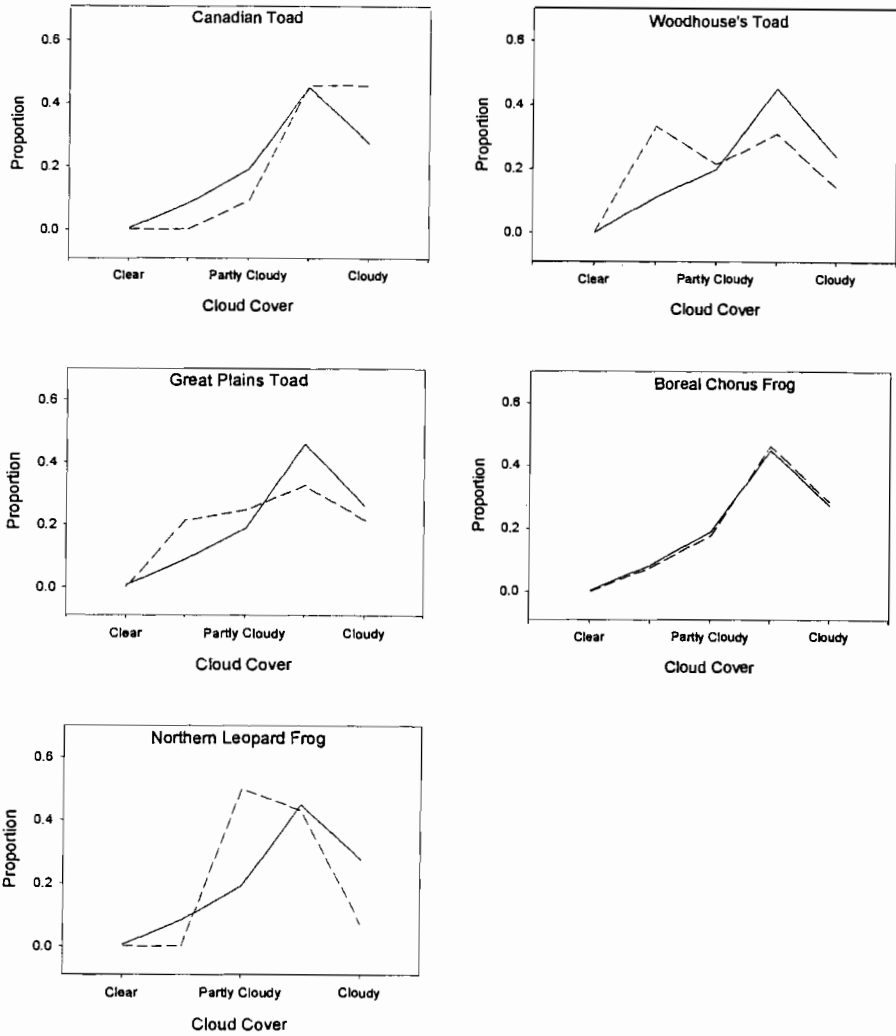 Canadian Toad
0.6
0.4
0.2
0.0
Proportion
Clear Partly Cloudy Cloudy
Cloud Cover
Woodhouse's Toad
0.6
0.4
0.2
0.0
Proportion
Clear Partly Cloudy Cloudy
Cloud Cover
Great Plains Toad
0.6
0.4
0.2
0.0
Proportion
Clear Partly Cloudy Cloudy
Cloud Cover
Boreal Chorus Frog
0.6
0.4
0.2
0.0
Proportion
Clear Partly Cloudy Cloudy
Cloud Cover
Northern Leopard Frog
0.6
0.4
0.2
0.0
Proportion
Clear Partly Cloudy Cloudy
Cloud Cover